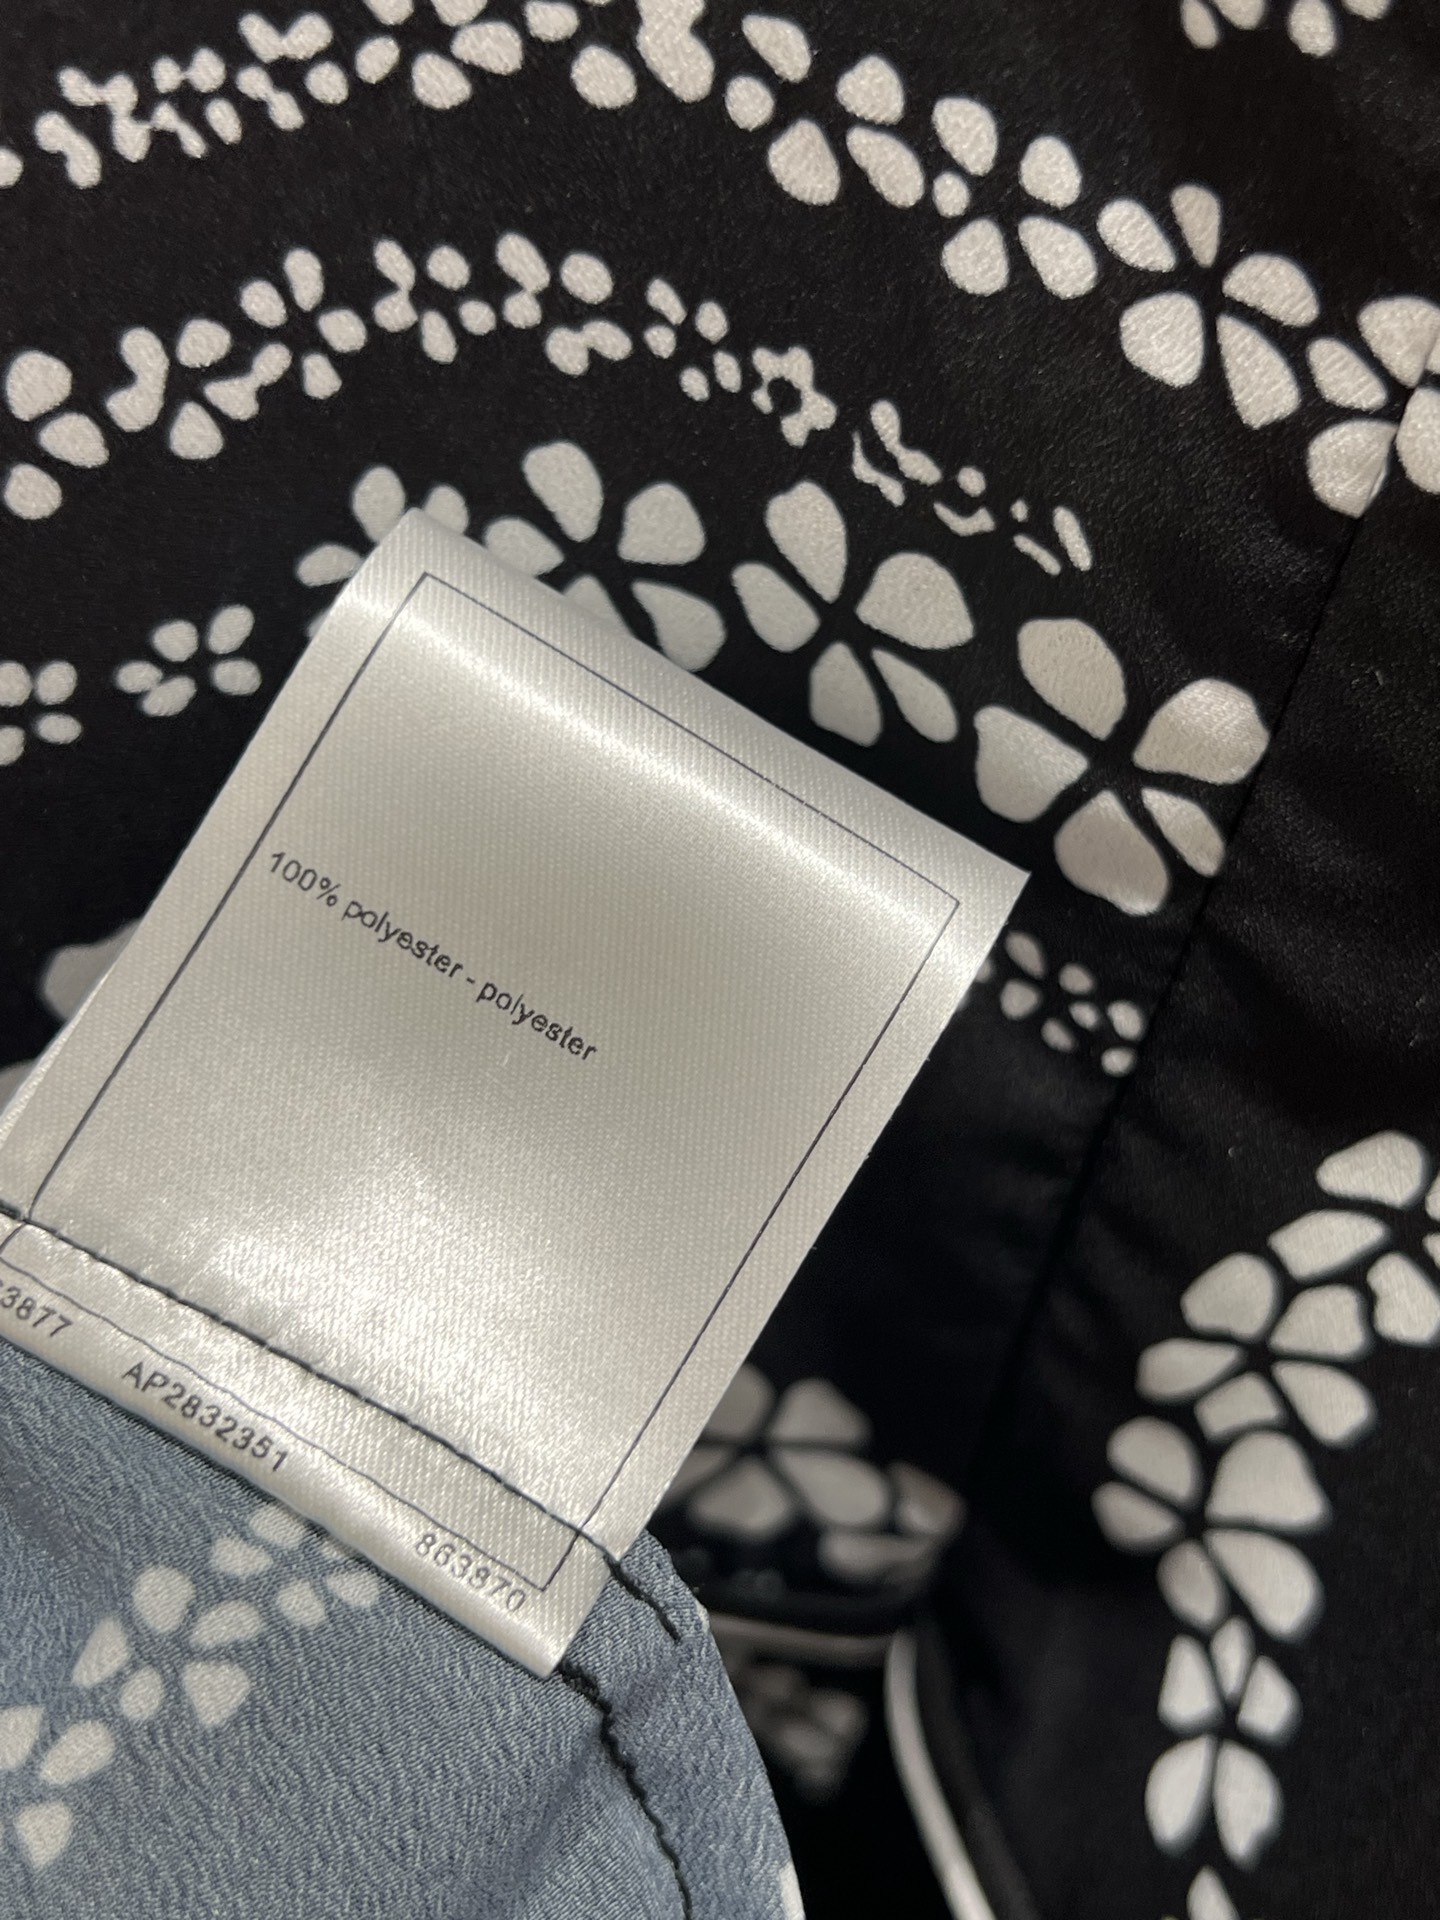 100% polyester - polyester
3877
AP2832351
863870